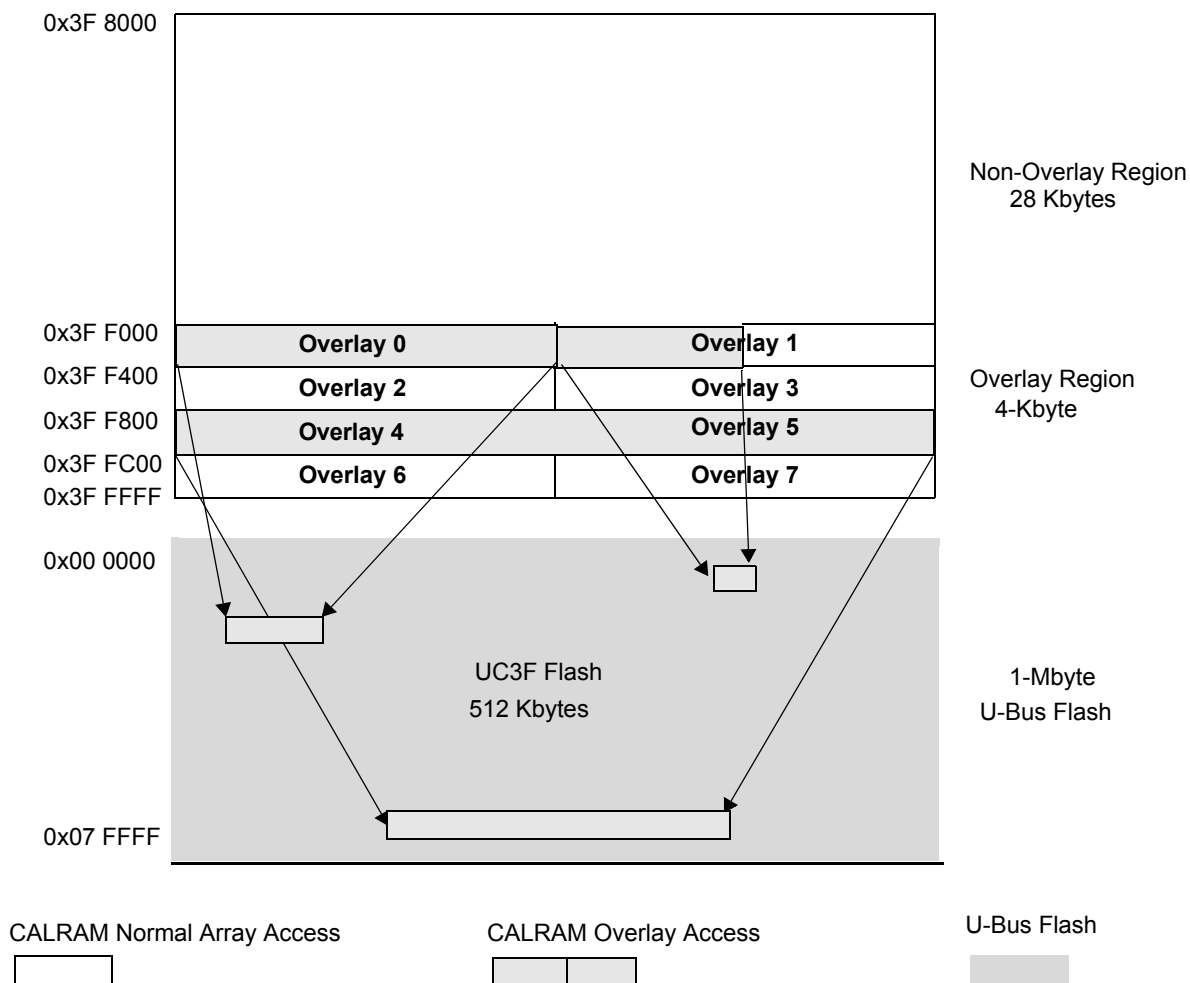 0x3F 8000
Non-Overlay Region
28 Kbytes
0x3F F000
Overlay 0
Overlay 1
0x3F F400
Overlay 2
Overlay 3
Overlay Region
4-Kbyte
0x3F F800
Overlay 4
Overlay 5
0x3F FC00
Overlay 6
Overlay 7
0x3F FFFF
0x00 0000
UC3F Flash
512 Kbytes
1-Mbyte
U-Bus Flash
0x07 FFFF
CALRAM Normal Array Access
CALRAM Overlay Access
U-Bus Flash